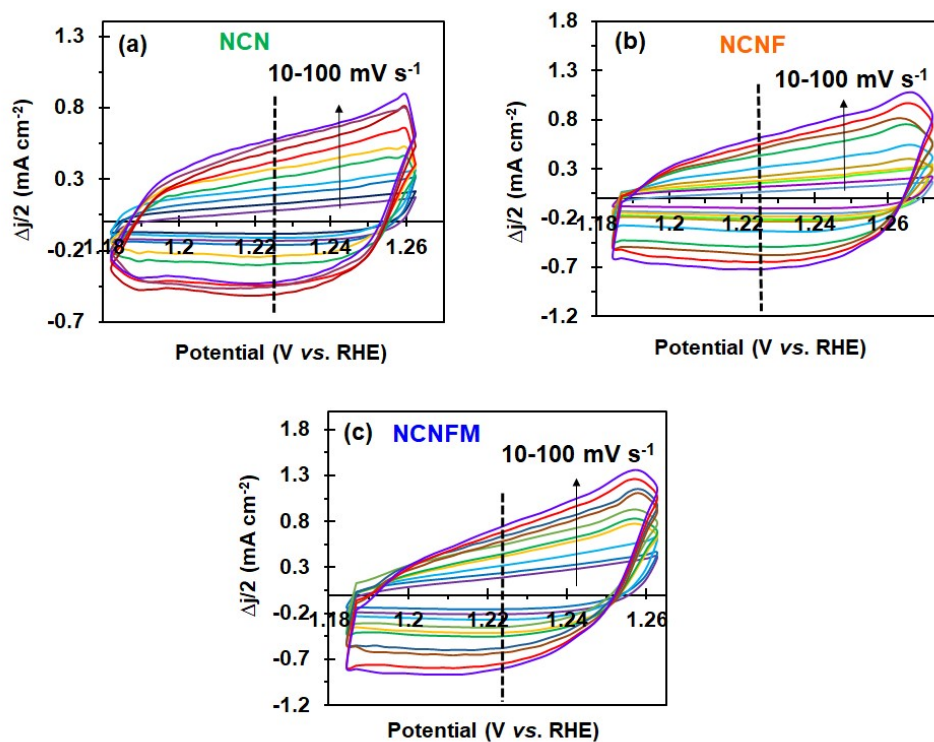 (a)
NCN
10-100 mV s-1
1.3
0.8
0.3
-0.2
-0.7
1.18
1.2
1.22
1.24
1.26
Δj/2 (mA cm-2)
Potential (V vs. RHE)
(b)
NCNF
10-100 mV s-1
1.8
1.3
0.8
0.3
-0.2
-0.7
-1.2
1.18
1.2
1.22
1.24
1.26
Δj/2 (mA cm-2)
Potential (V vs. RHE)
(c)
NCNFM
10-100 mV s-1
1.8
1.3
0.8
0.3
-0.2
-0.7
-1.2
1.18
1.2
1.22
1.24
1.26
Δj/2 (mA cm-2)
Potential (V vs. RHE)